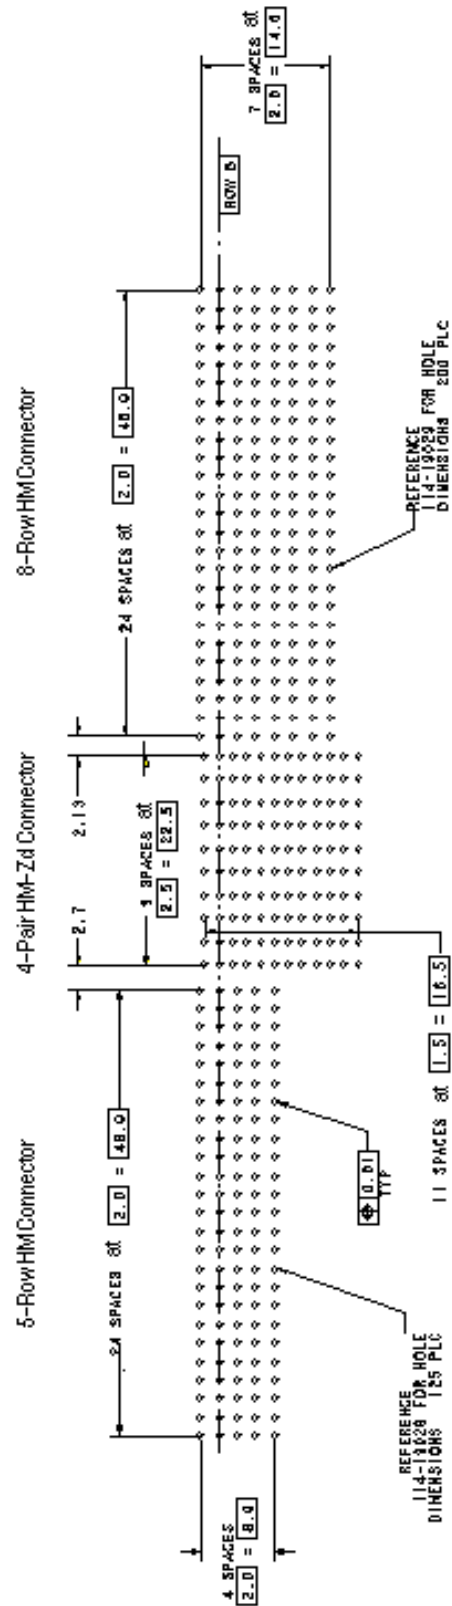 5-Row HM Connector
4-Pair HM-Zd Connector
8-Row HM Connector
24 SPACES at 2.0 = 48.0
2.7
2.13
9 SPACES at
2.5 = 22.5
24 SPACES at 2.0 = 48.0
4 SPACES
2.0 = 8.0
ROW B
7 SPACES at
2.0 = 14.0
REFERENCE
114-19029 FOR HOLE
DIMENSIONS 125 PLC
⌖ 0.01
TYP
11 SPACES at 1.5 = 16.5
REFERENCE
114-19029 FOR HOLE
DIMENSIONS 200 PLC